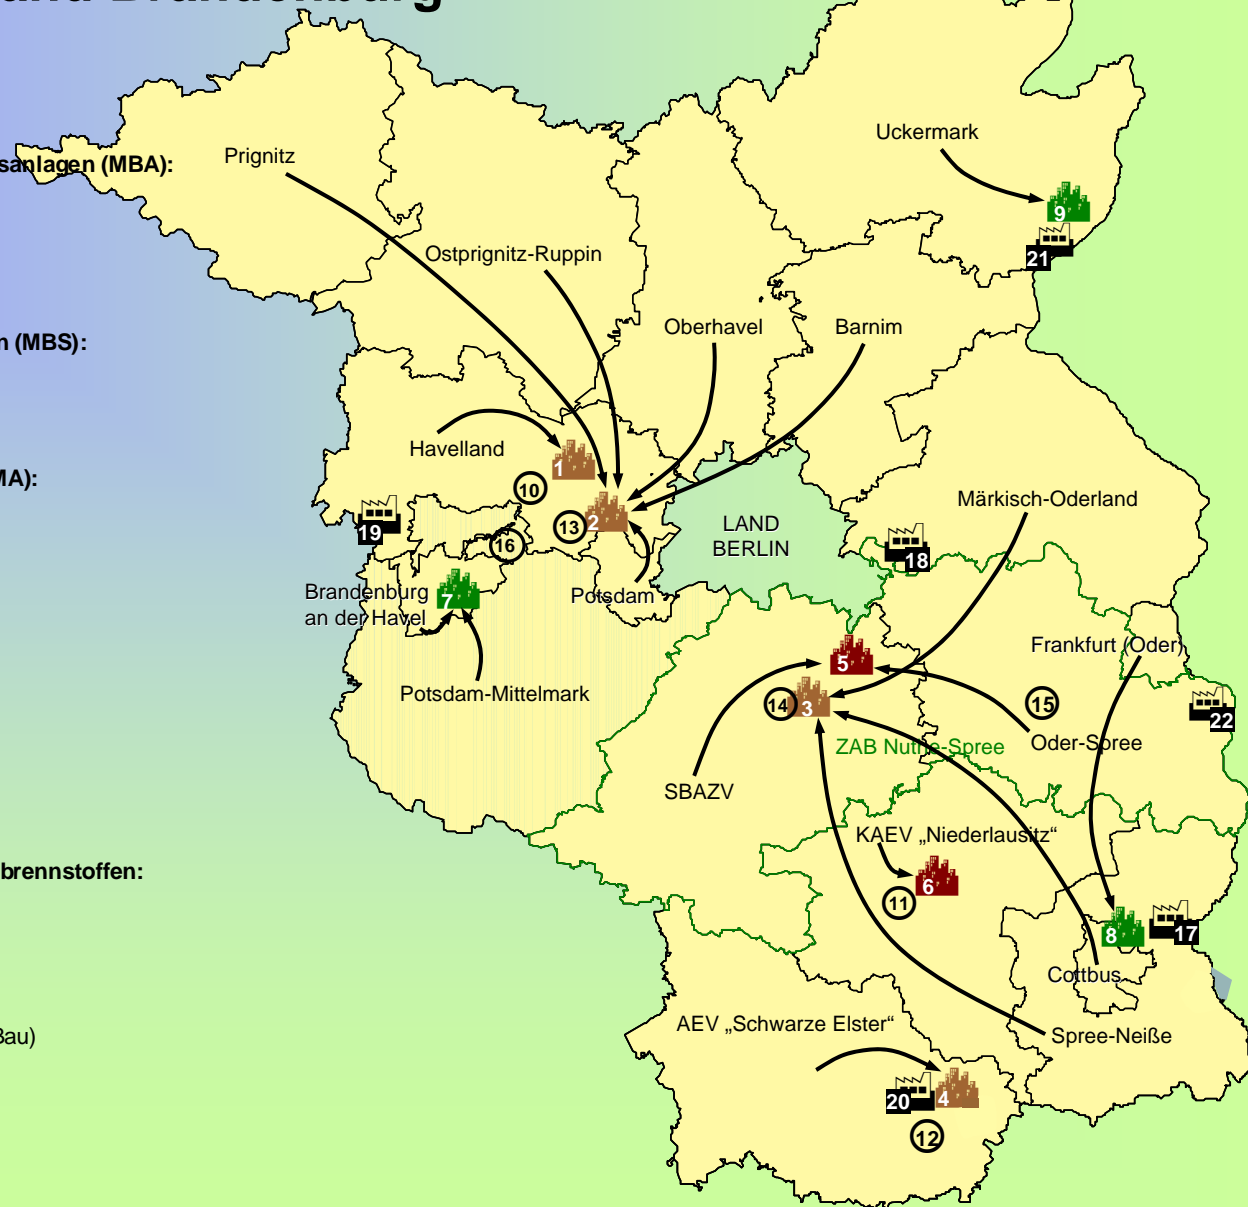 sanlagen (MBA):
n (MBS):
MA):
brennstoffen:
Bau)
Prignitz
Uckermark
9
21
Ostprignitz-Ruppin
Oberhavel
Barnim
Havelland
1
10
13
2
16
19
LAND
BERLIN
Märkisch-Oderland
18
Brandenburg
an der Havel
7
Potsdam
Potsdam-Mittelmark
5
14
3
Frankfurt (Oder)
15
22
ZAB Nuthe-Spree
Oder-Spree
SBAZV
KAEV „Niederlausitz“
6
11
8
17
Cottbus
AEV „Schwarze Elster“
Spree-Neiße
20
4
12